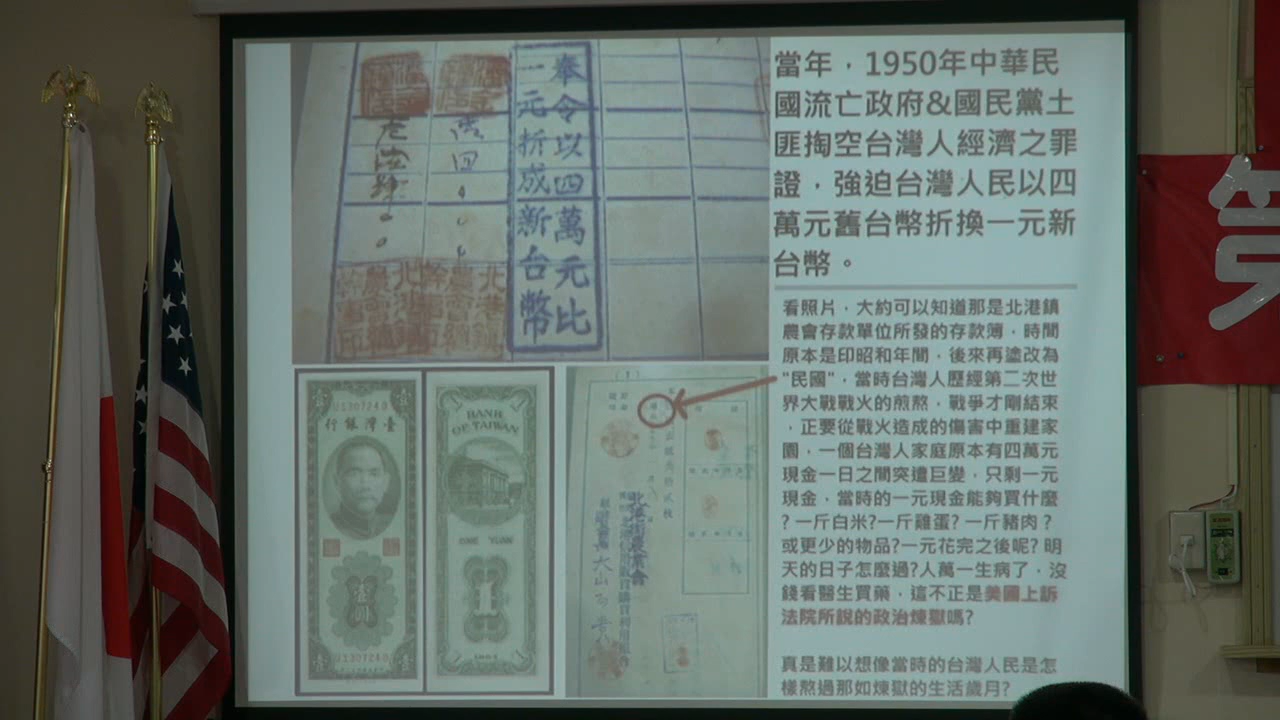 奉令以四萬元比
一元折成新台幣
當年，1950年中華民
國流亡政府&國民黨土
匪掏空台灣人經濟之罪
證，強迫台灣人民以四
萬元舊台幣折換一元新
台幣。
看照片，大約可以知道那是北港鎮
農會存款單位所發的存款簿，時間
原本是印昭和年間，後來再塗改為
"民國"，當時台灣人歷經第二次世
界大戰戰火的煎熬，戰爭才剛結束
，正要從戰火造成的傷害中重建家
園，一個台灣人家庭原本有四萬元
現金一日之間突遭巨變，只剩一元
現金，當時的一元現金能夠買什麼
？一斤白米?一斤雞蛋? 一斤豬肉？
或更少的物品?一元花完之後呢? 明
天的日子怎麼過?人萬一生病了，沒
錢看醫生買藥，這不正是美國上訴
法院所說的政治煉獄嗎?
真是難以想像當時的台灣人民是怎
樣熬過那如煉獄的生活歲月?
U130724B
行銀灣臺
壹圓
U130724B
BANK
OF TAIWAN
ONE YUAN
1
第